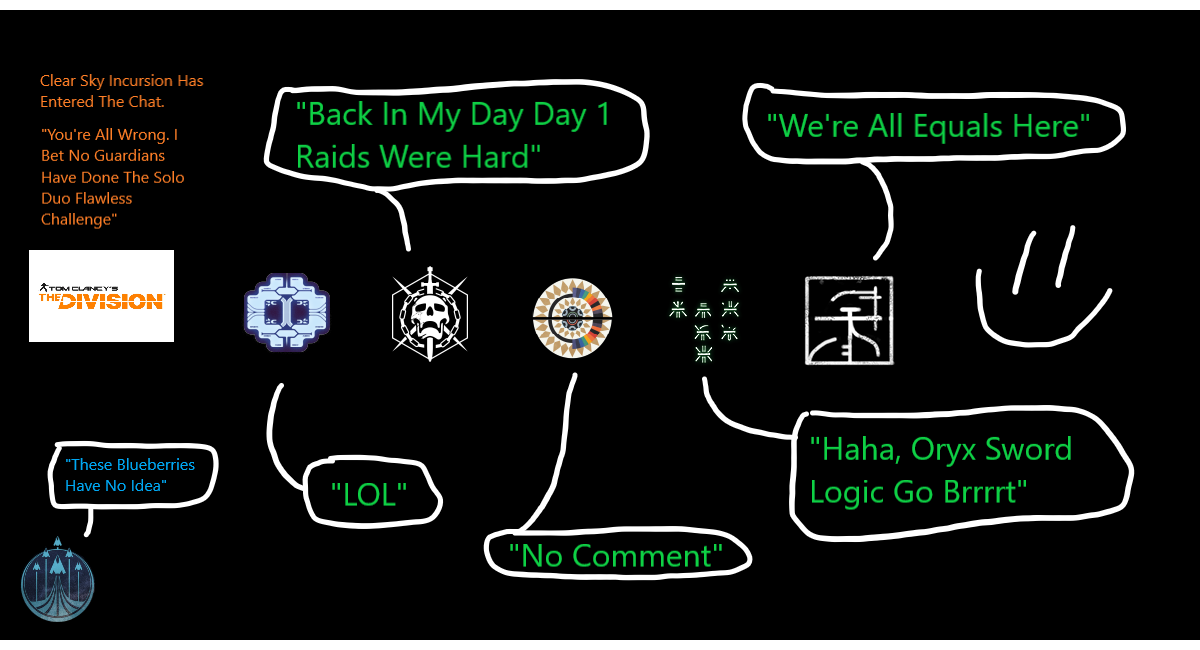 Clear Sky Incursion Has
Entered The Chat.
"You're All Wrong. I
Bet No Guardians
Have Done The Solo
Duo Flawless
Challenge"
"Back In My Day Day 1
Raids Were Hard"
"We're All Equals Here"
TOM CLANCY'S
THE DIVISION
"Haha, Oryx Sword
Logic Go Brrrrt"
"These Blueberries
Have No Idea"
"LOL"
"No Comment"